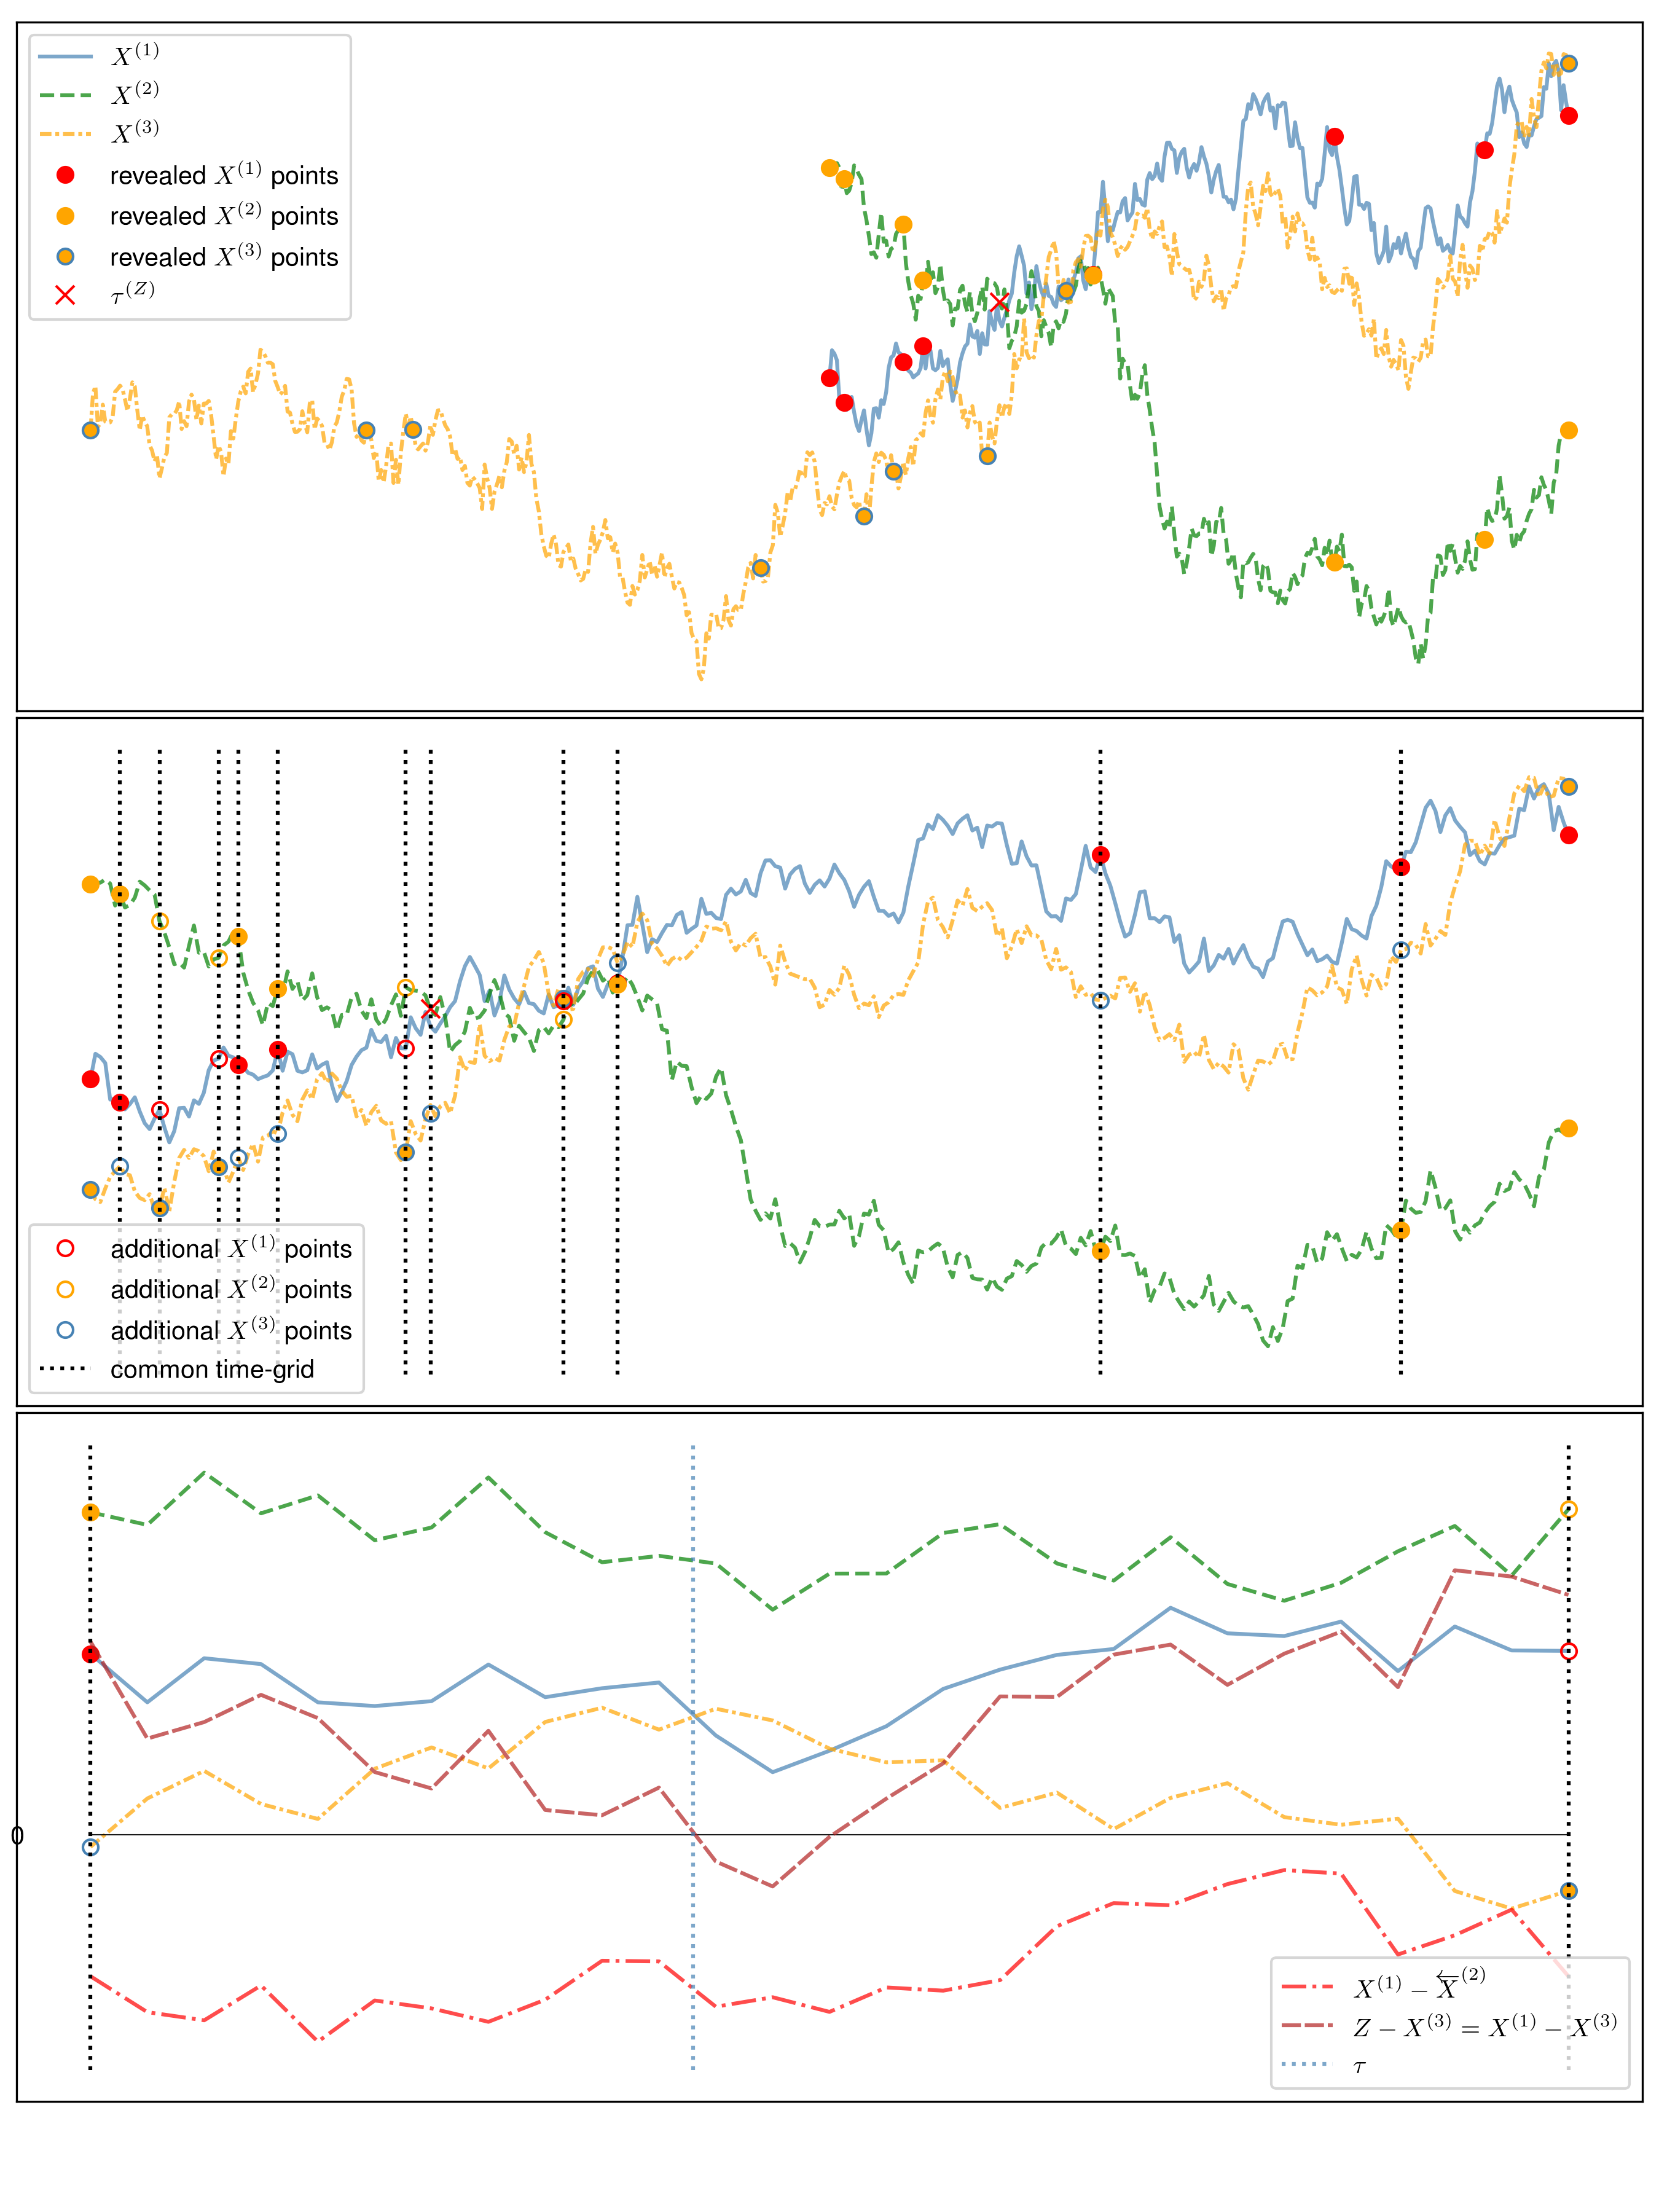 X⁽¹⁾
X⁽²⁾
X⁽³⁾
revealed X⁽¹⁾ points
revealed X⁽²⁾ points
revealed X⁽³⁾ points
τ⁽ᶻ⁾
additional X⁽¹⁾ points
additional X⁽²⁾ points
additional X⁽³⁾ points
common time-grid
0
X⁽¹⁾ − X⃖⁽²⁾
Z − X⁽³⁾ = X⁽¹⁾ − X⁽³⁾
τ